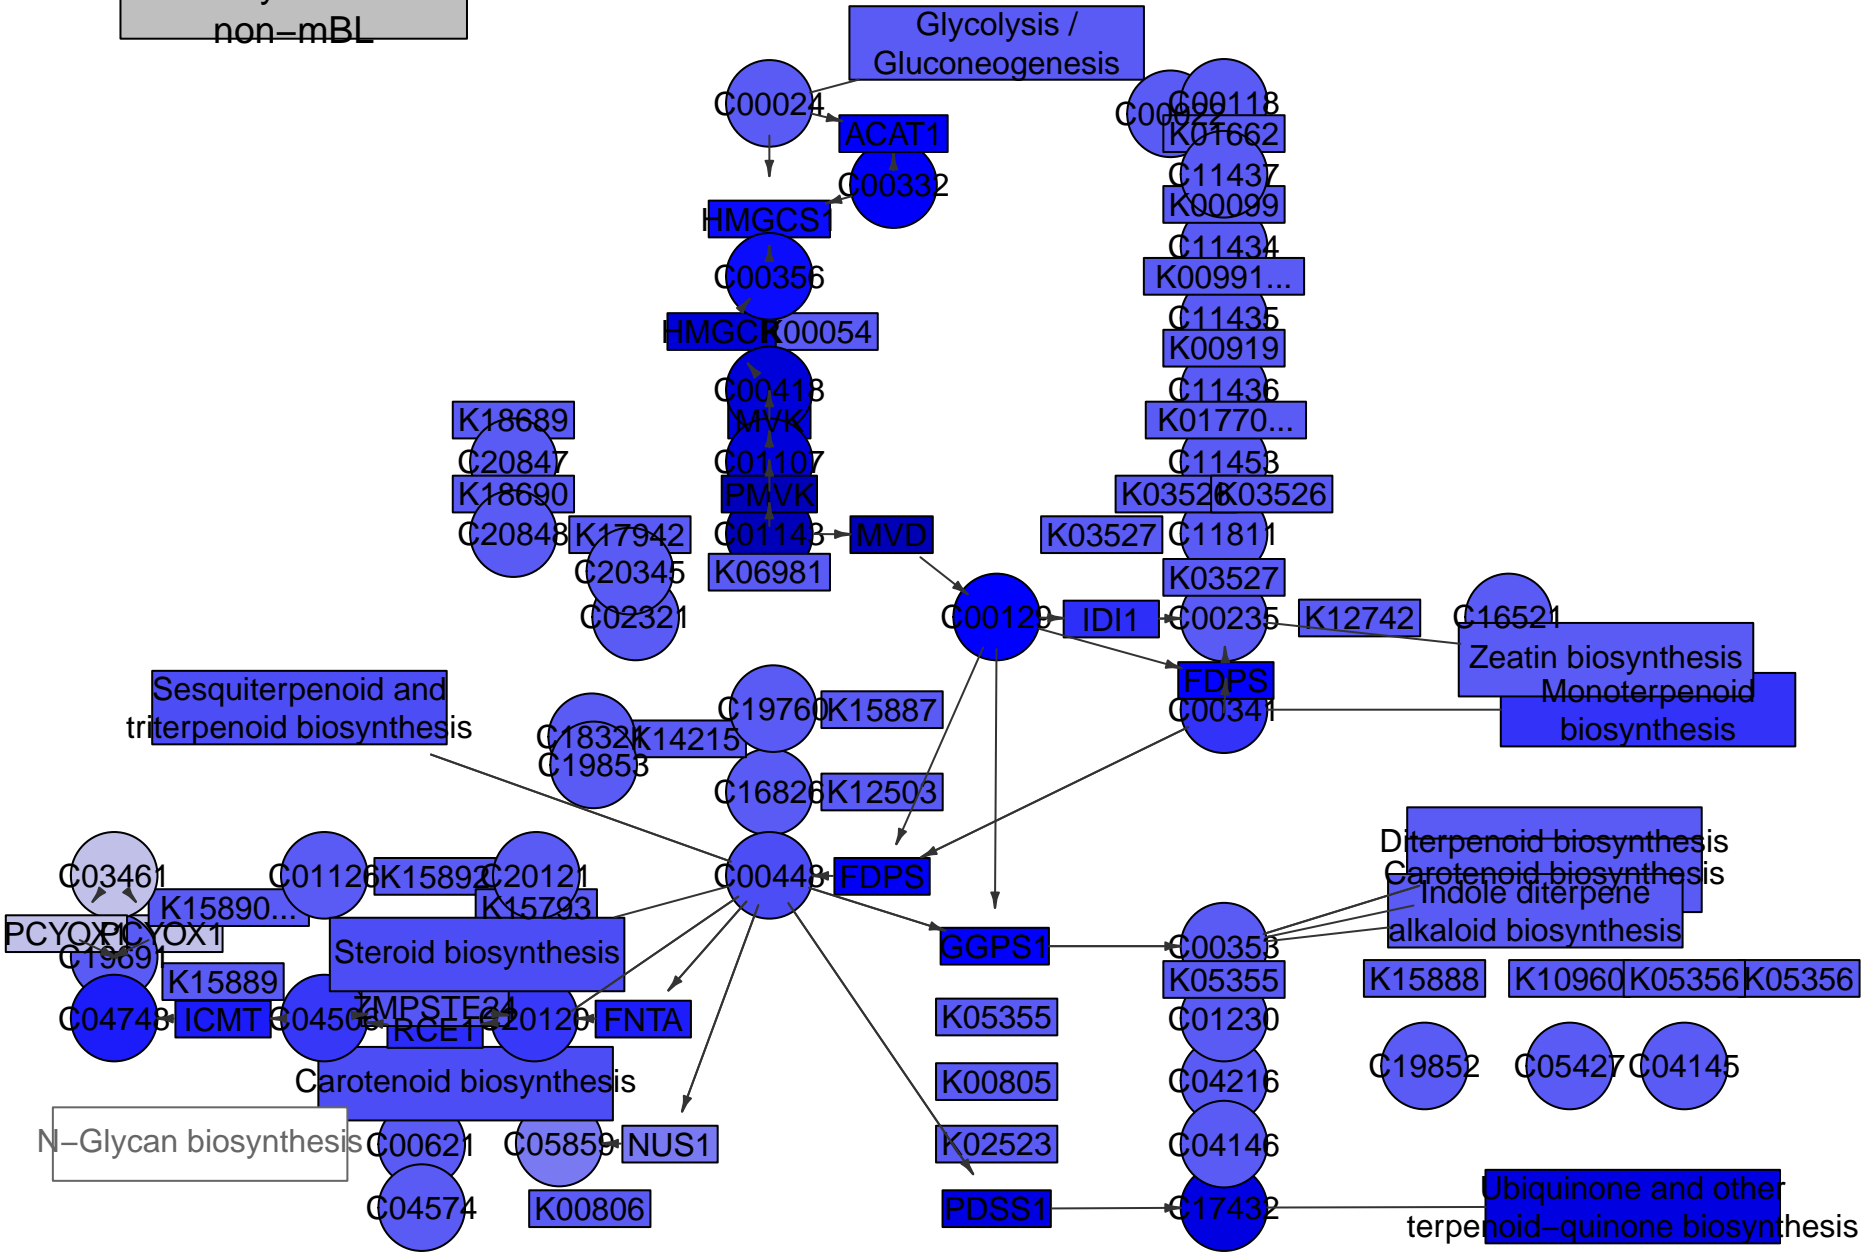 non−mBL
Glycolysis /
Gluconeogenesis
C00024
C00118
C00022
ACAT1
K01662
C11437
C00332
K00099
HMGCS1
C11434
C00356
K00991...
C11435
HMGCR
K00054
K00919
C00418
C11436
K18689
MVK
K01770...
C20847
C01107
C11453
K18690
PMVK
K03526
K03526
C20848
K17942
C01143
MVD
K03527
C11811
C20345
K06981
K03527
C02321
C00129
IDI1
C00235
K12742
C16521
Zeatin biosynthesis
FDPS
Sesquiterpenoid and
triterpenoid biosynthesis
Monoterpenoid
biosynthesis
C19760
K15887
C00341
C18321
K14215
C19853
C16826
K12503
Diterpenoid biosynthesis
Carotenoid biosynthesis
Indole diterpene
alkaloid biosynthesis
C03461
C01126
K15892
C20121
C00448
FDPS
K15890...
K15793
PCYOX1
PCYOX1
Steroid biosynthesis
GGPS1
C00353
C19691
K15889
K05355
K15888
K10960
K05356
K05356
C04748
ICMT
ZMPSTE24
RCE1
C20120
FNTA
K05355
C01230
C19852
C05427
C04145
Carotenoid biosynthesis
K00805
C04216
N−Glycan biosynthesis
C00621
C05859
NUS1
K02523
C04146
C04574
K00806
PDSS1
C17432
Ubiquinone and other
terpenoid−quinone biosynthesis